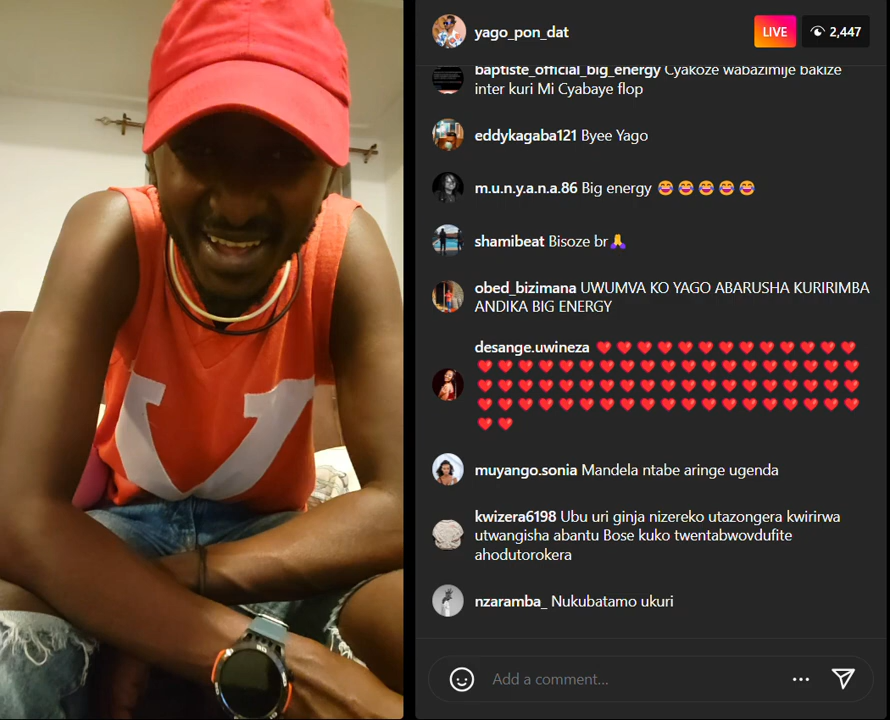 yago_pon_dat
LIVE
2,447
baptiste_official_big_energy Cyakoze wabazimije bakize
inter kuri Mi Cyabaye flop
eddykagaba121 Byee Yago
m.u.n.y.a.n.a.86 Big energy 😂😂😂😂😂
shamibeat Bisoze br🙏
obed_bizimana UWUMVA KO YAGO ABARUSHA KURIRIMBA
ANDIKA BIG ENERGY
desange.uwineza ❤️❤️❤️❤️❤️❤️❤️❤️❤️❤️❤️❤️❤️
❤️❤️❤️❤️❤️❤️❤️❤️❤️❤️❤️❤️❤️❤️❤️❤️❤️❤️❤️
❤️❤️❤️❤️❤️❤️❤️❤️❤️❤️❤️❤️❤️❤️❤️❤️❤️❤️❤️
❤️❤️❤️❤️❤️❤️❤️❤️❤️❤️❤️❤️❤️❤️❤️❤️❤️❤️❤️
❤️❤️
muyango.sonia Mandela ntabe aringe ugenda
kwizera6198 Ubu uri ginja nizereko utazongera kwirirwa
utwangisha abantu Bose kuko twentabwovdufite
ahodutorokera
nzaramba_ Nukubatamo ukuri
Add a comment...